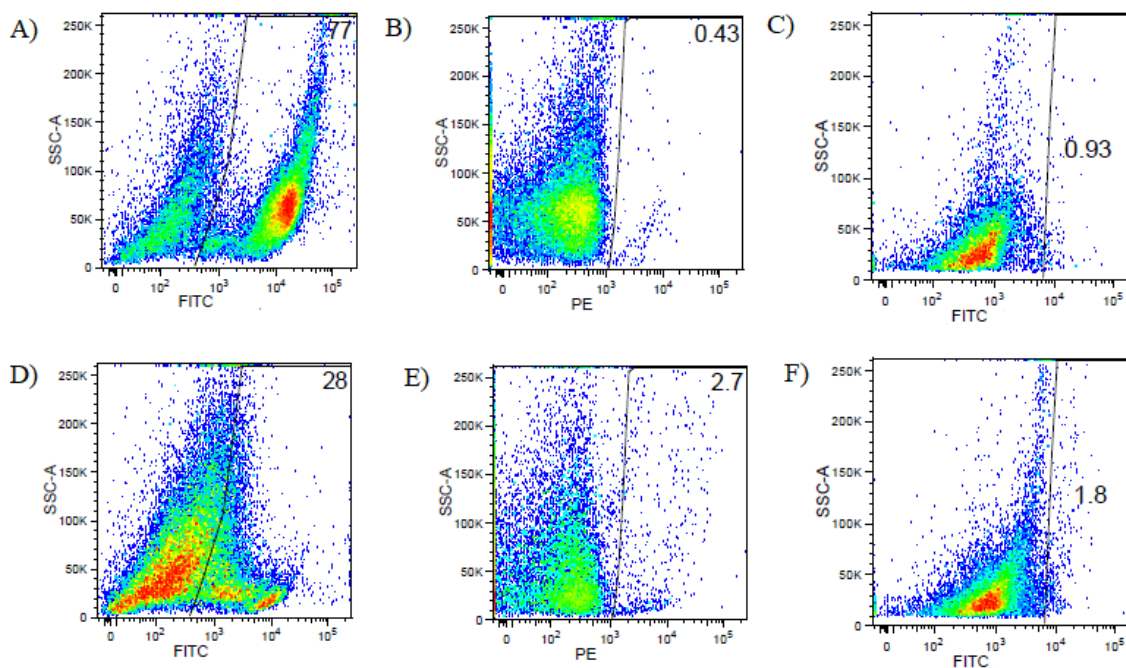 A)
77
250K
200K
150K
100K
50K
0
SSC-A
0
10^2
10^3
10^4
10^5
FITC
B)
0.43
250K
200K
150K
100K
50K
0
SSC-A
0
10^2
10^3
10^4
10^5
PE
C)
0.93
250K
200K
150K
100K
50K
0
SSC-A
0
10^2
10^3
10^4
10^5
FITC
D)
28
250K
200K
150K
100K
50K
0
SSC-A
0
10^2
10^3
10^4
10^5
FITC
E)
2.7
250K
200K
150K
100K
50K
0
SSC-A
0
10^2
10^3
10^4
10^5
PE
F)
1.8
250K
200K
150K
100K
50K
0
SSC-A
0
10^2
10^3
10^4
10^5
FITC